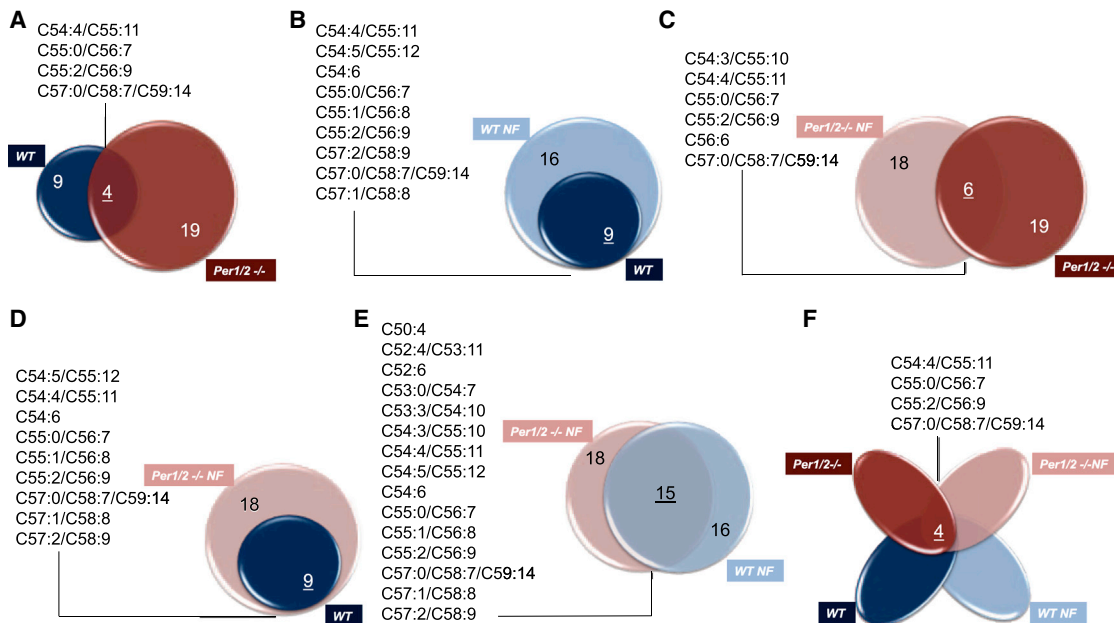 A
C54:4/C55:11
C55:0/C56:7
C55:2/C56:9
C57:0/C58:7/C59:14
WT
9
4
19
Per1/2 -/-
B
C54:4/C55:11
C54:5/C55:12
C54:6
C55:0/C56:7
C55:1/C56:8
C55:2/C56:9
C57:2/C58:9
C57:0/C58:7/C59:14
C57:1/C58:8
WT NF
16
9
WT
C
C54:3/C55:10
C54:4/C55:11
C55:0/C56:7
C55:2/C56:9
C56:6
C57:0/C58:7/C59:14
Per1/2-/- NF
18
6
19
Per1/2 -/-
D
C54:5/C55:12
C54:4/C55:11
C54:6
C55:0/C56:7
C55:1/C56:8
C55:2/C56:9
C57:0/C58:7/C59:14
C57:1/C58:8
C57:2/C58:9
Per1/2 -/- NF
18
9
WT
E
C50:4
C52:4/C53:11
C52:6
C53:0/C54:7
C53:3/C54:10
C54:3/C55:10
C54:4/C55:11
C54:5/C55:12
C54:6
C55:0/C56:7
C55:1/C56:8
C55:2/C56:9
C57:0/C58:7/C59:14
C57:1/C58:8
C57:2/C58:9
Per1/2 -/- NF
18
15
16
WT NF
F
C54:4/C55:11
C55:0/C56:7
C55:2/C56:9
C57:0/C58:7/C59:14
Per1/2-/-
Per1/2 -/-NF
4
WT
WT NF